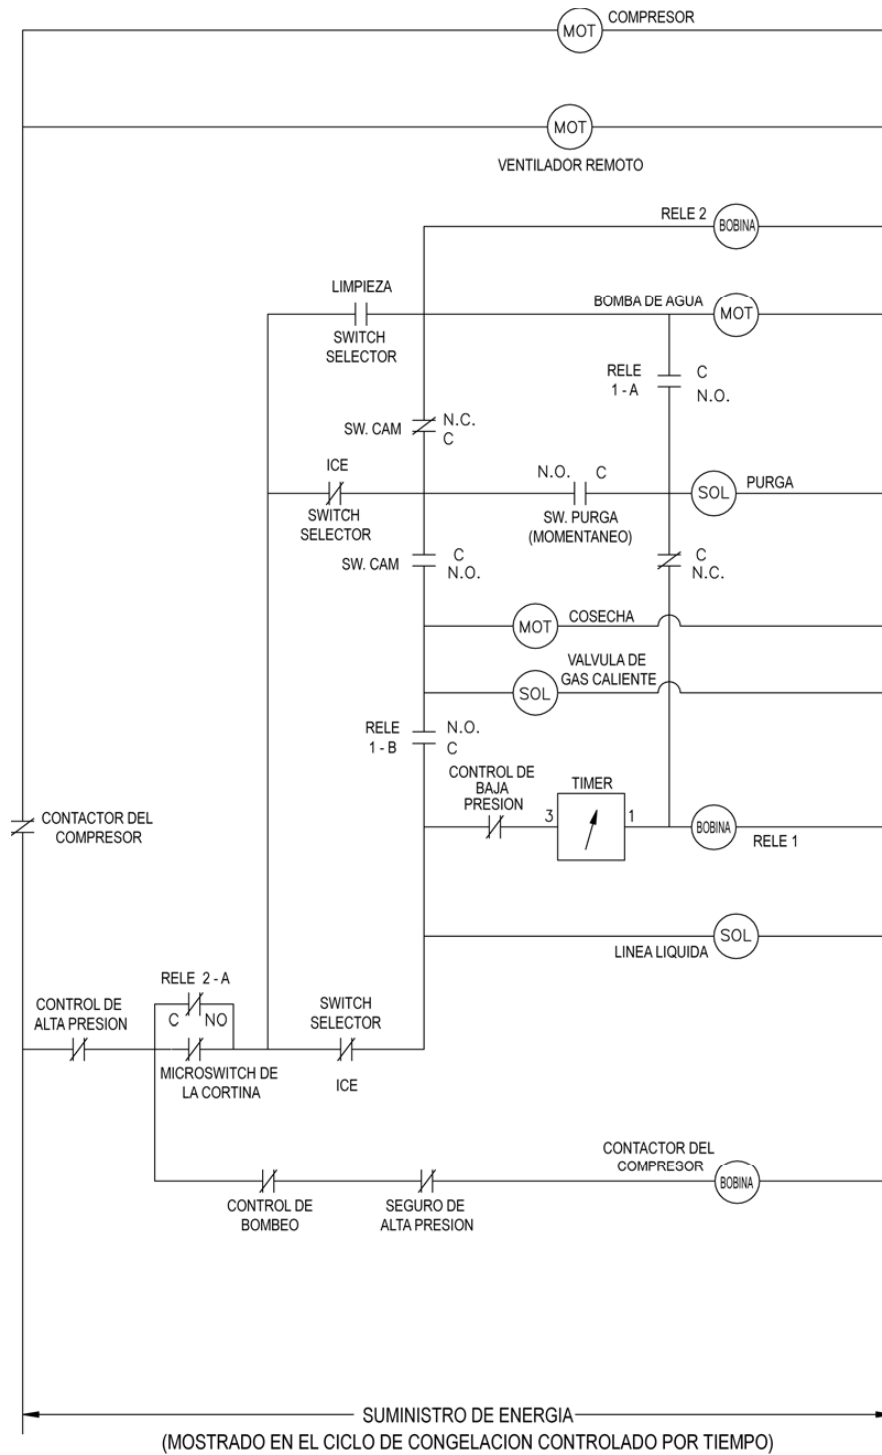 COMPRESOR
MOT
MOT
VENTILADOR REMOTO
RELE 2
BOBINA
LIMPIEZA
BOMBA DE AGUA
MOT
SWITCH
SELECTOR
RELE
1 - A
C
N.O.
SW. CAM
N.C.
C
ICE
N.O.
C
SOL
PURGA
SWITCH
SELECTOR
SW. PURGA
(MOMENTANEO)
SW. CAM
C
N.O.
C
N.C.
MOT
COSECHA
VALVULA DE
GAS CALIENTE
SOL
RELE
1 - B
N.O.
C
CONTROL DE
BAJA
PRESION
TIMER
3
1
BOBINA
RELE 1
CONTACTOR DEL
COMPRESOR
SOL
LINEA LIQUIDA
RELE 2 - A
C
NO
CONTROL DE
ALTA PRESION
SWITCH
SELECTOR
MICROSWITCH DE
LA CORTINA
ICE
CONTACTOR DEL
COMPRESOR
BOBINA
CONTROL DE
BOMBEO
SEGURO DE
ALTA PRESION
SUMINISTRO DE ENERGIA
(MOSTRADO EN EL CICLO DE CONGELACION CONTROLADO POR TIEMPO)